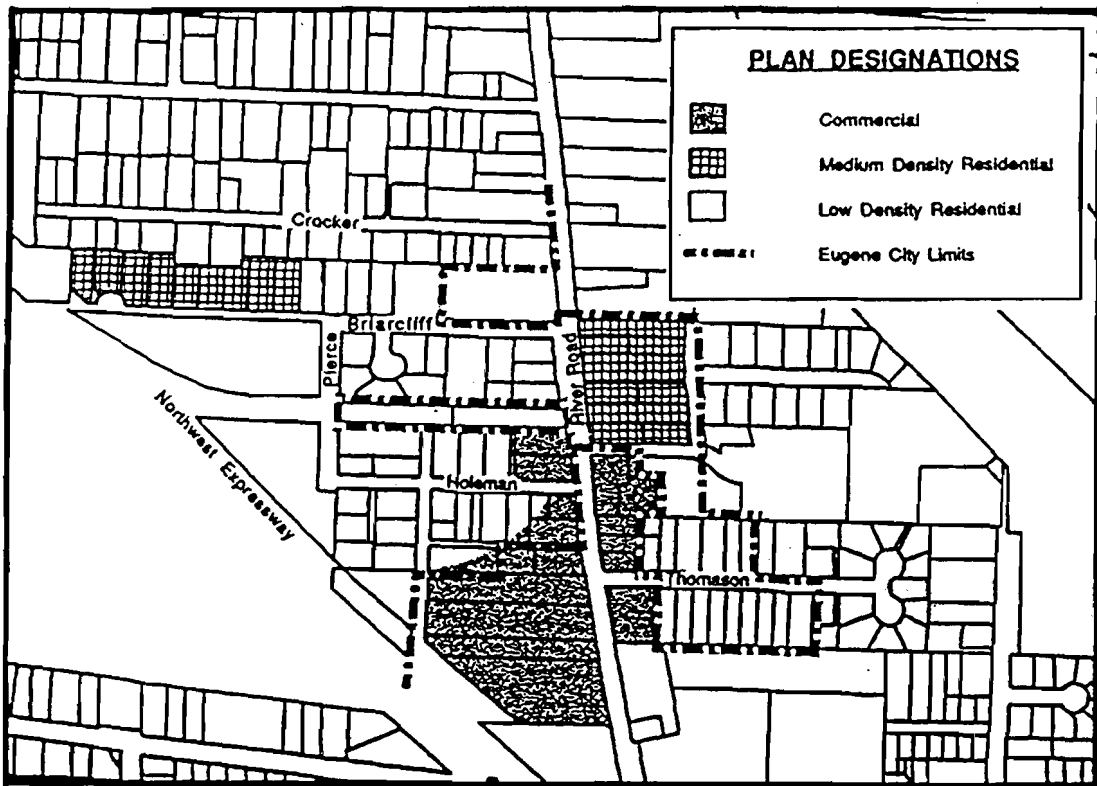 PLAN DESIGNATIONS
Commercial
Medium Density Residential
Low Density Residential
Eugene City Limits
Crocker
Briarcliff
Pierce
River Road
Northwest Expressway
Holeman
Thomason